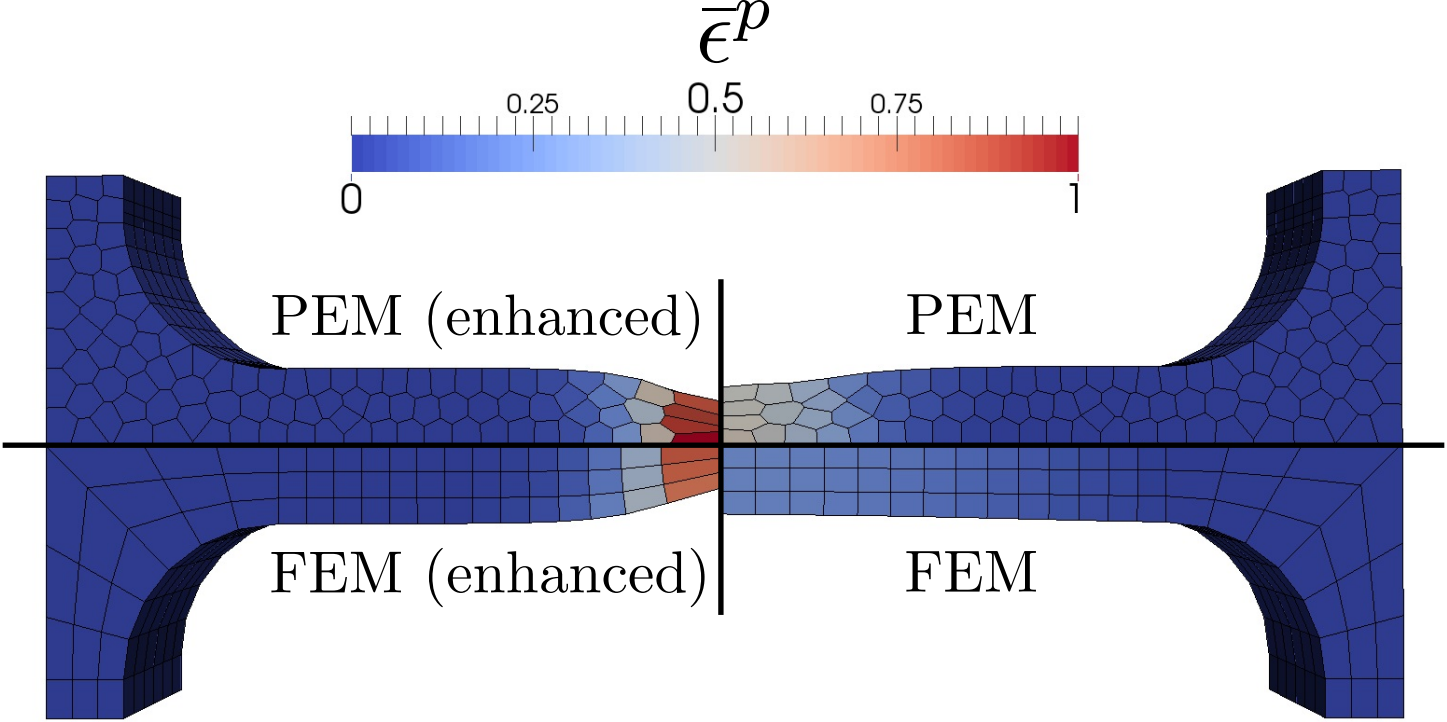 ϵ̄ᵖ
0.25 0.5 0.75
0 1
PEM (enhanced) PEM
FEM (enhanced) FEM